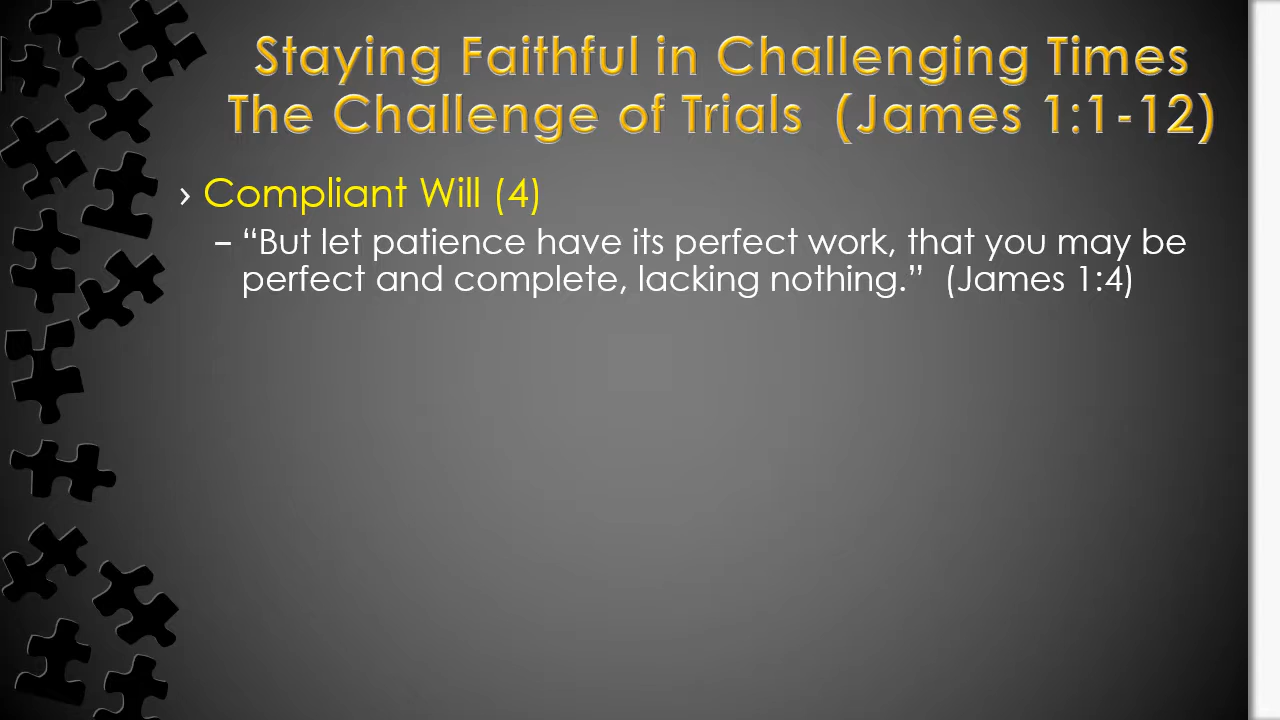 Staying Faithful in Challenging Times
The Challenge of Trials (James 1:1-12)
› Compliant Will (4)
– “But let patience have its perfect work, that you may be
perfect and complete, lacking nothing.” (James 1:4)